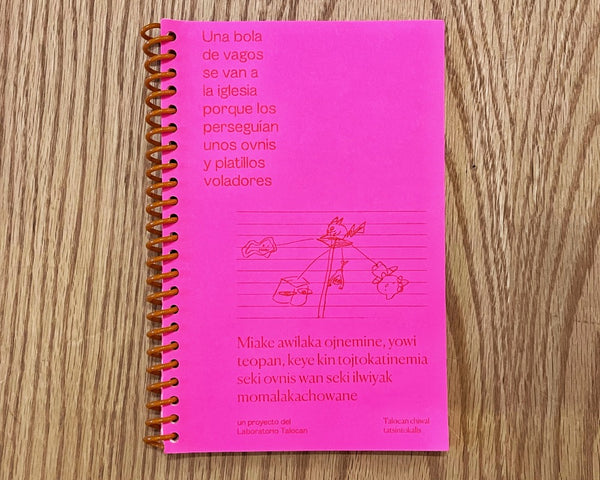 Una bola
de vagos
se van a
la iglesia
porque los
perseguían
unos ovnis
y platillos
voladores
Miake awilaka ojnemine, yowi
teopan, keye kin tojtokatinemia
seki ovnis wan seki ilwiyak
momalakachowane
un proyecto del
Laboratorio Talocan
Talocan chiwal
tatsintokalis